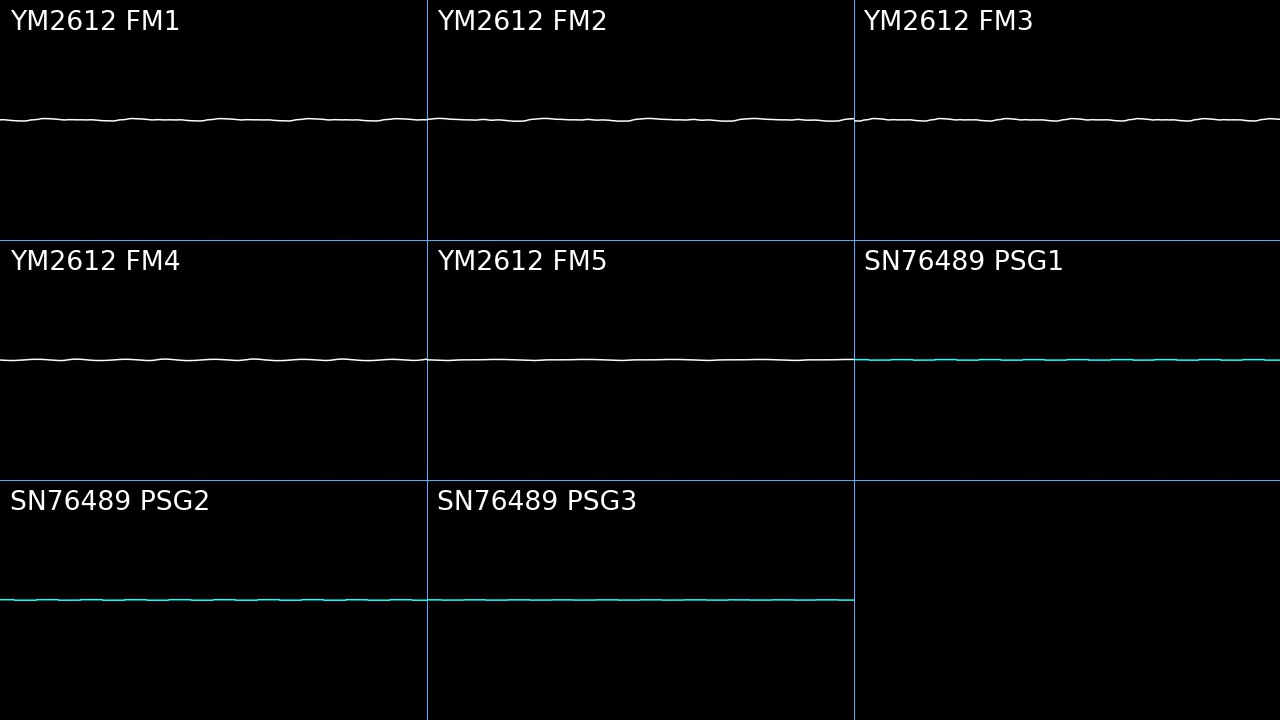 YM2612 FM1
YM2612 FM2
YM2612 FM3
YM2612 FM4
YM2612 FM5
SN76489 PSG1
SN76489 PSG2
SN76489 PSG3